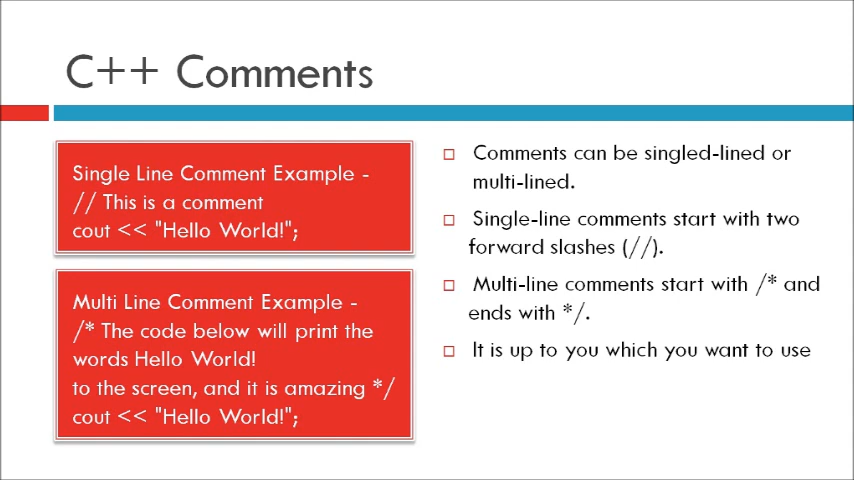 C++ Comments
Single Line Comment Example -
// This is a comment
cout << "Hello World!";
Multi Line Comment Example -
/* The code below will print the
words Hello World!
to the screen, and it is amazing */
cout << "Hello World!";
Comments can be singled-lined or
multi-lined.
Single-line comments start with two
forward slashes (//).
Multi-line comments start with /* and
ends with */.
It is up to you which you want to use